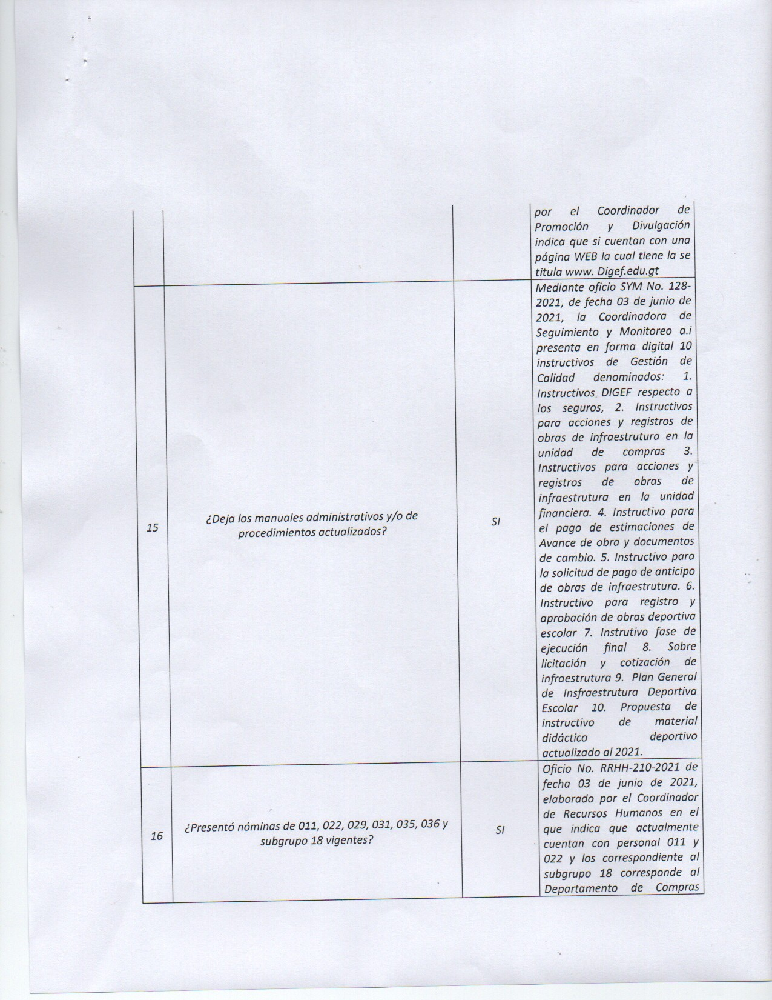 por el Coordinador de
Promoción y Divulgación
indica que si cuentan con una
página WEB la cual tiene la se
titula www. Digef.edu.gt
15
¿Deja los manuales administrativos y/o de
procedimientos actualizados?
SI
Mediante oficio SYM No. 128-
2021, de fecha 03 de junio de
2021, la Coordinadora de
Seguimiento y Monitoreo a.i
presenta en forma digital 10
instructivos de Gestión de
Calidad denominados: 1.
Instructivos DIGEF respecto a
los seguros, 2. Instructivos
para acciones y registros de
obras de infraestrutura en la
unidad de compras 3.
Instructivos para acciones y
registros de obras de
infraestrutura en la unidad
financiera. 4. Instructivo para
el pago de estimaciones de
Avance de obra y documentos
de cambio. 5. Instructivo para
la solicitud de pago de anticipo
de obras de infraestrutura. 6.
Instructivo para registro y
aprobación de obras deportiva
escolar 7. Instrutivo fase de
ejecución final 8. Sobre
licitación y cotización de
infraestrutura 9. Plan General
de Insfraestrutura Deportiva
Escolar 10. Propuesta de
instructivo de material
didáctico deportivo
actualizado al 2021.
16
¿Presentó nóminas de 011, 022, 029, 031, 035, 036 y
subgrupo 18 vigentes?
SI
Oficio No. RRHH-210-2021 de
fecha 03 de junio de 2021,
elaborado por el Coordinador
de Recursos Humanos en el
que indica que actualmente
cuentan con personal 011 y
022 y los correspondiente al
subgrupo 18 corresponde al
Departamento de Compras